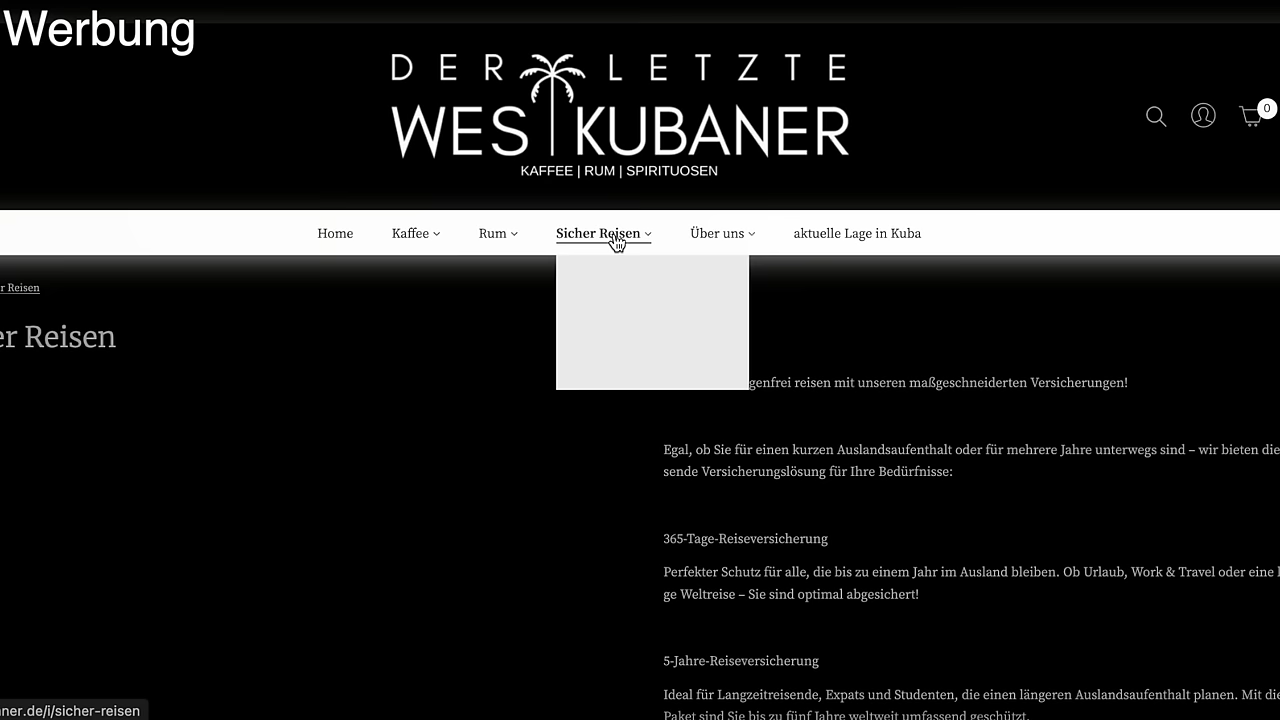 Werbung
DER LETZTE
WESTKUBANER
KAFFEE | RUM | SPIRITUOSEN
0
Home Kaffee Rum Sicher Reisen Über uns aktuelle Lage in Kuba
r Reisen
er Reisen
genfrei reisen mit unseren maßgeschneiderten Versicherungen!
Egal, ob Sie für einen kurzen Auslandsaufenthalt oder für mehrere Jahre unterwegs sind – wir bieten die
sende Versicherungslösung für Ihre Bedürfnisse:
365-Tage-Reiseversicherung
Perfekter Schutz für alle, die bis zu einem Jahr im Ausland bleiben. Ob Urlaub, Work & Travel oder eine
ge Weltreise – Sie sind optimal abgesichert!
5-Jahre-Reiseversicherung
Ideal für Langzeitreisende, Expats und Studenten, die einen längeren Auslandsaufenthalt planen. Mit die
Paket sind Sie bis zu fünf Jahre weltweit umfassend geschützt.
aner.de/i/sicher-reisen